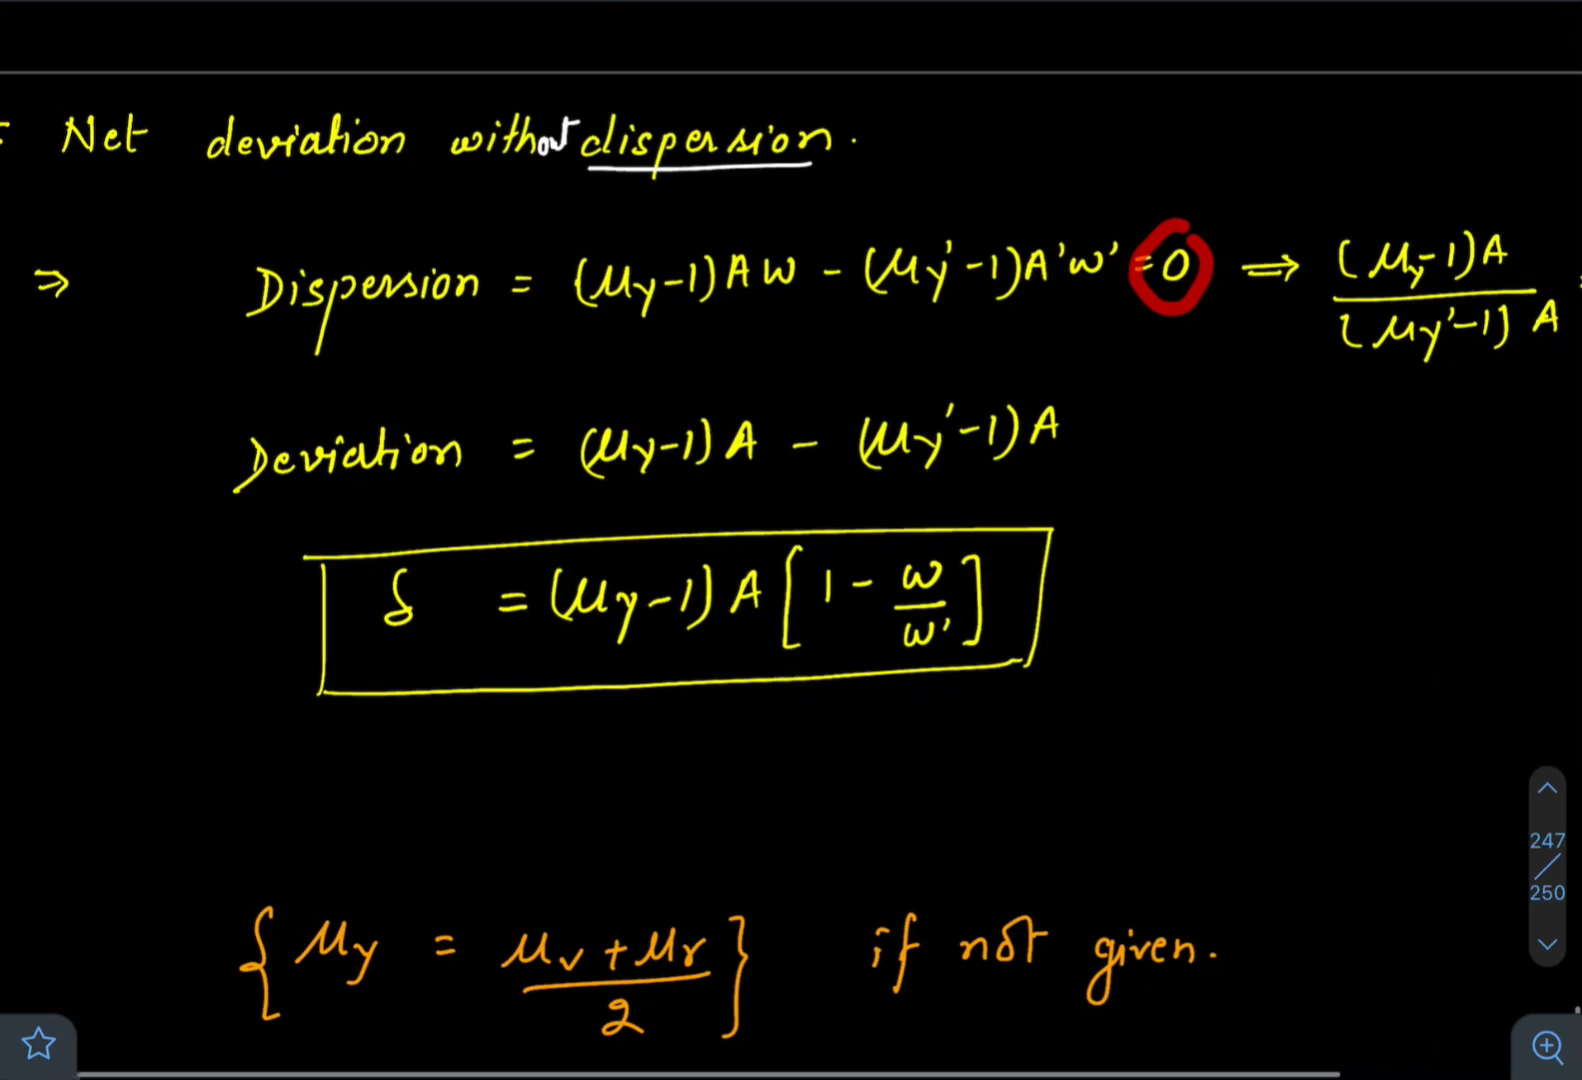 Net deviation without dispersion.
⇒ Dispersion = (μy-1)Aω - (μy'-1)A'ω' = 0 ⇒ (μy-1)A / (μy'-1)A
Deviation = (μy-1)A - (μy'-1)A
δ = (μy-1)A[1 - ω/ω']
247
/
250
{μy = μv+μr / 2} if not given.